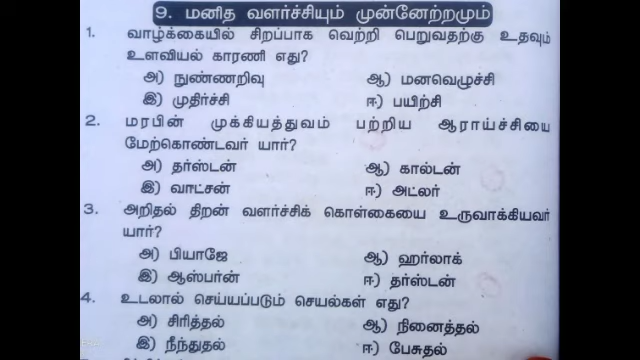 9. மனித வளர்ச்சியும் முன்னேற்றமும்
1. வாழ்க்கையில் சிறப்பாக வெற்றி பெறுவதற்கு உதவும்
உளவியல் காரணி எது?
அ) நுண்ணறிவு ஆ) மனவெழுச்சி
இ) முதிர்ச்சி ஈ) பயிற்சி
2. மரபின் முக்கியத்துவம் பற்றிய ஆராய்ச்சியை
மேற்கொண்டவர் யார்?
அ) தர்ஸ்டன் ஆ) கால்டன்
இ) வாட்சன் ஈ) அட்லர்
3. அறிதல் திறன் வளர்ச்சிக் கொள்கையை உருவாக்கியவர்
யார்?
அ) பியாஜே ஆ) ஹர்லாக்
இ) ஆஸ்பர்ன் ஈ) தர்ஸ்டன்
4. உடலால் செய்யப்படும் செயல்கள் எது?
அ) சிரித்தல் ஆ) நினைத்தல்
இ) நீந்துதல் ஈ) பேசுதல்